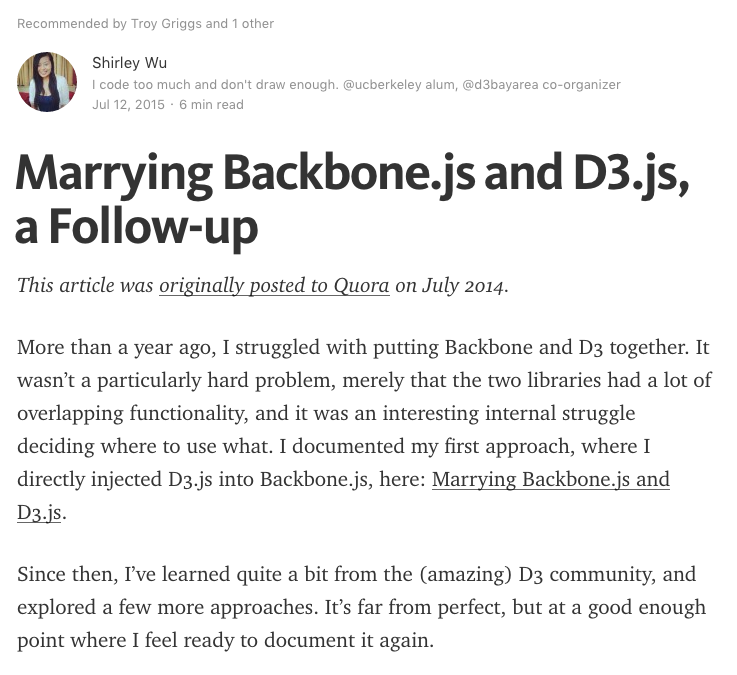 Recommended by Troy Griggs and 1 other
Shirley Wu
I code too much and don't draw enough. @ucberkeley alum, @d3bayarea co-organizer
Jul 12, 2015 · 6 min read
Marrying Backbone.js and D3.js,
a Follow-up
This article was originally posted to Quora on July 2014.
More than a year ago, I struggled with putting Backbone and D3 together. It
wasn’t a particularly hard problem, merely that the two libraries had a lot of
overlapping functionality, and it was an interesting internal struggle
deciding where to use what. I documented my first approach, where I
directly injected D3.js into Backbone.js, here: Marrying Backbone.js and
D3.js.
Since then, I’ve learned quite a bit from the (amazing) D3 community, and
explored a few more approaches. It’s far from perfect, but at a good enough
point where I feel ready to document it again.